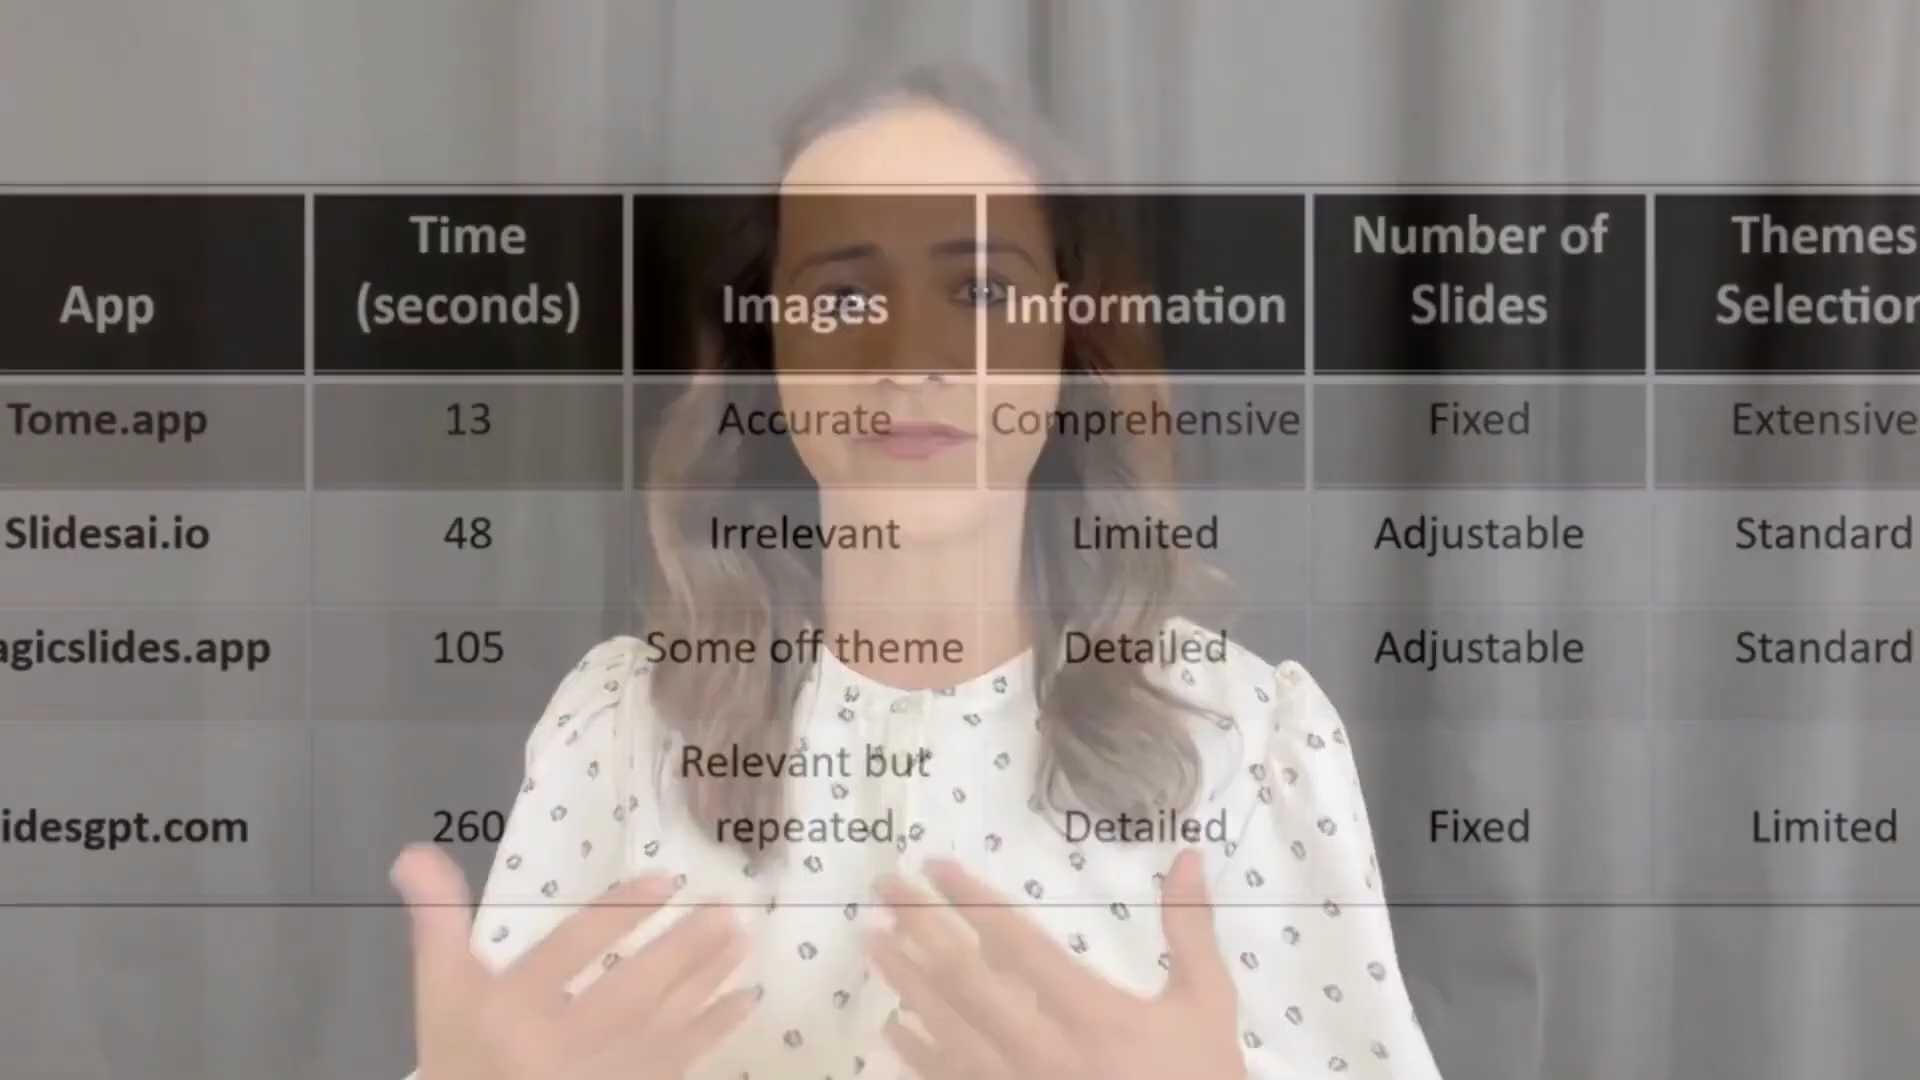 App
Time
(seconds)
Images
Information
Number of
Slides
Themes
Selection
Tome.app
13
Accurate
Comprehensive
Fixed
Extensive
Slidesai.io
48
Irrelevant
Limited
Adjustable
Standard
agicslides.app
105
Some off theme
Detailed
Adjustable
Standard
idesgpt.com
260
Relevant but
repeated
Detailed
Fixed
Limited